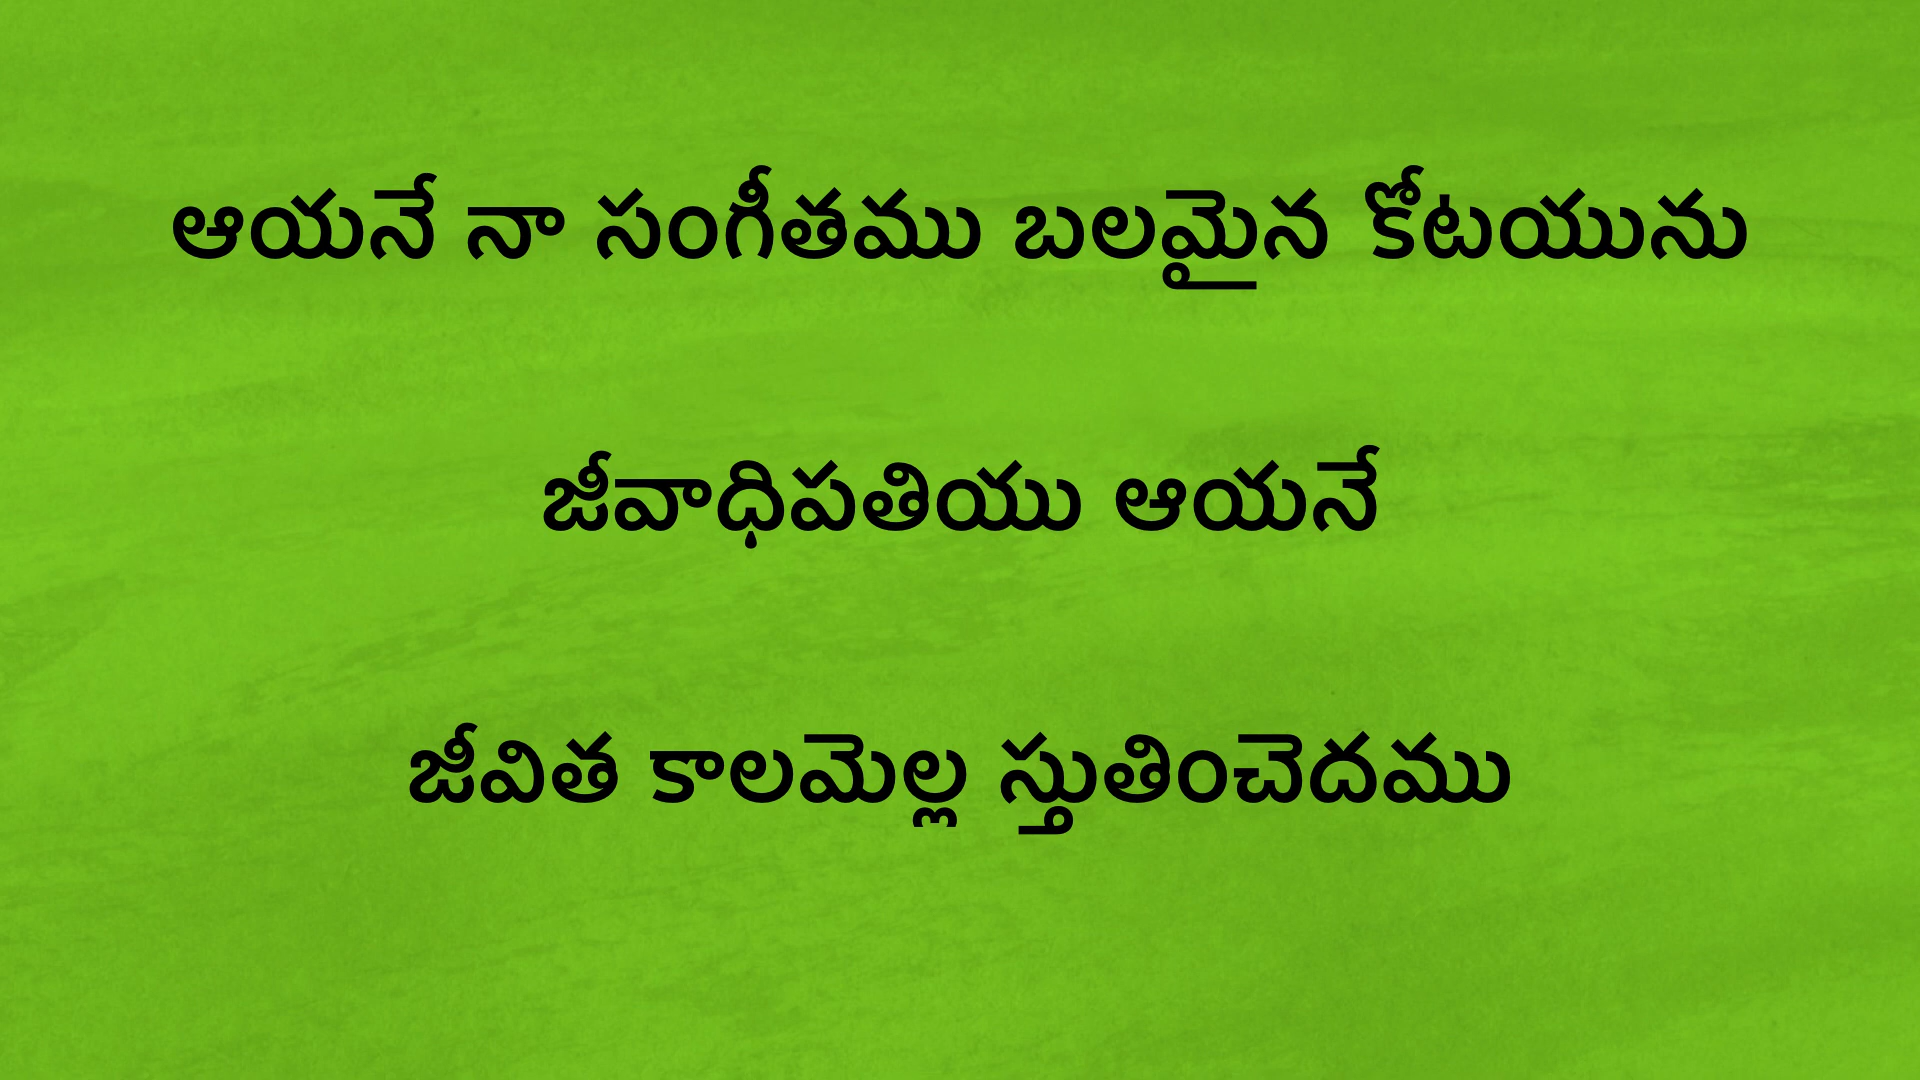 ఆయనే నా సంగీతము బలమైన కోటయును
జీవాధిపతియు ఆయనే
జీవిత కాలమెల్ల స్తుతించెదము